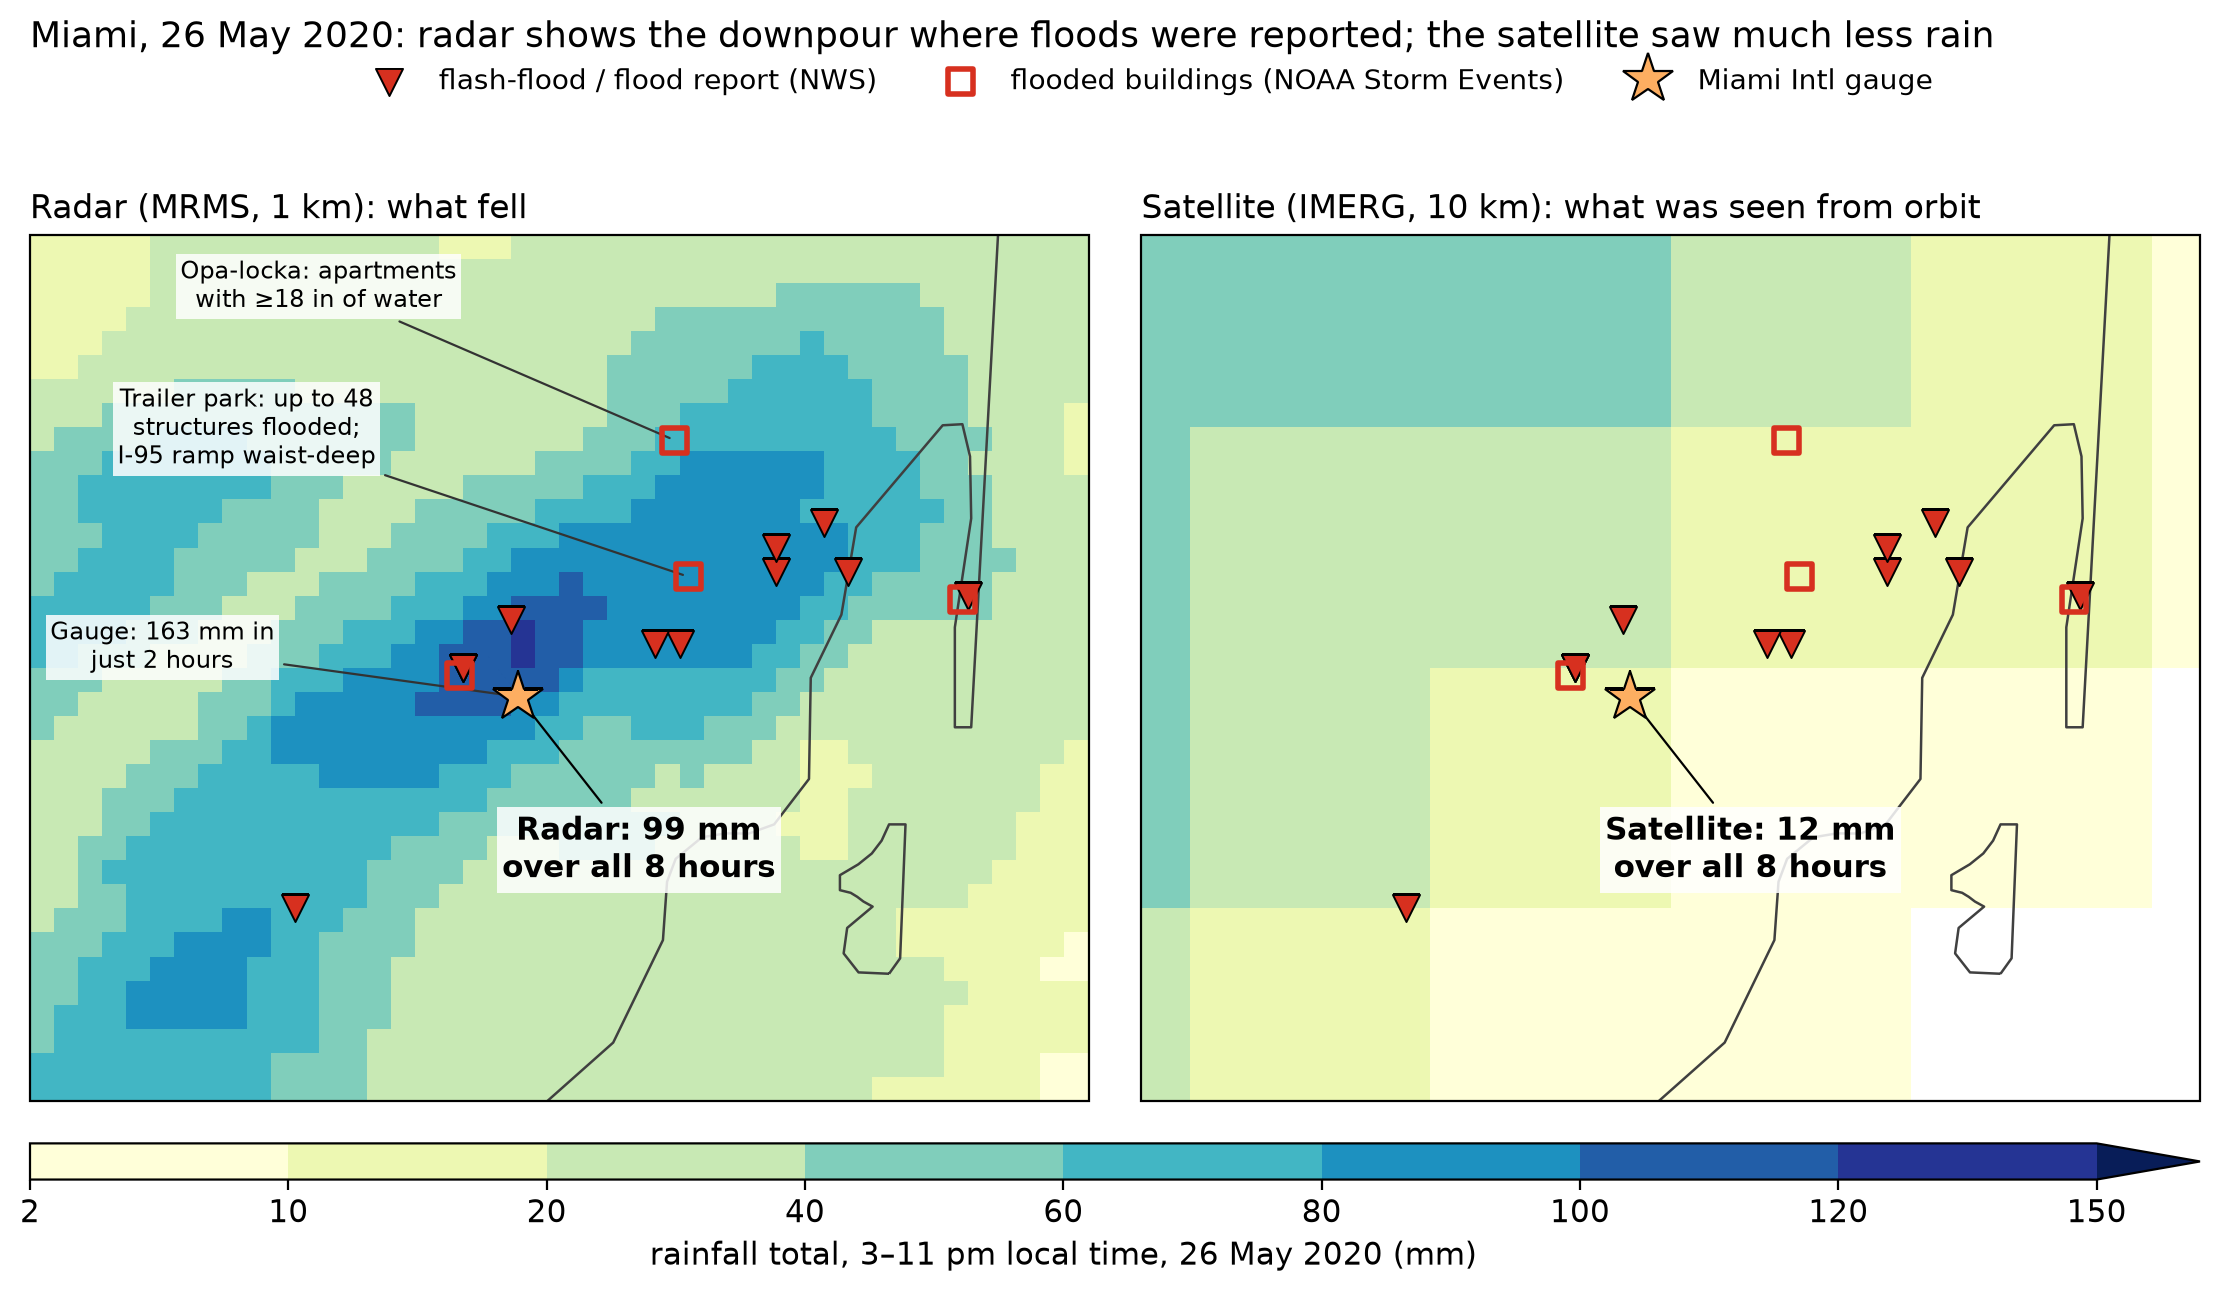 Miami, 26 May 2020: radar shows the downpour where floods were reported; the satellite saw much less rain
flash-flood / flood report (NWS)
flooded buildings (NOAA Storm Events)
Miami Intl gauge
Radar (MRMS, 1 km): what fell
Opa-locka: apartments
with ≥18 in of water
Trailer park: up to 48
structures flooded;
I-95 ramp waist-deep
Gauge: 163 mm in
just 2 hours
Radar: 99 mm
over all 8 hours
Satellite (IMERG, 10 km): what was seen from orbit
Satellite: 12 mm
over all 8 hours
2 10 20 40 60 80 100 120 150
rainfall total, 3–11 pm local time, 26 May 2020 (mm)